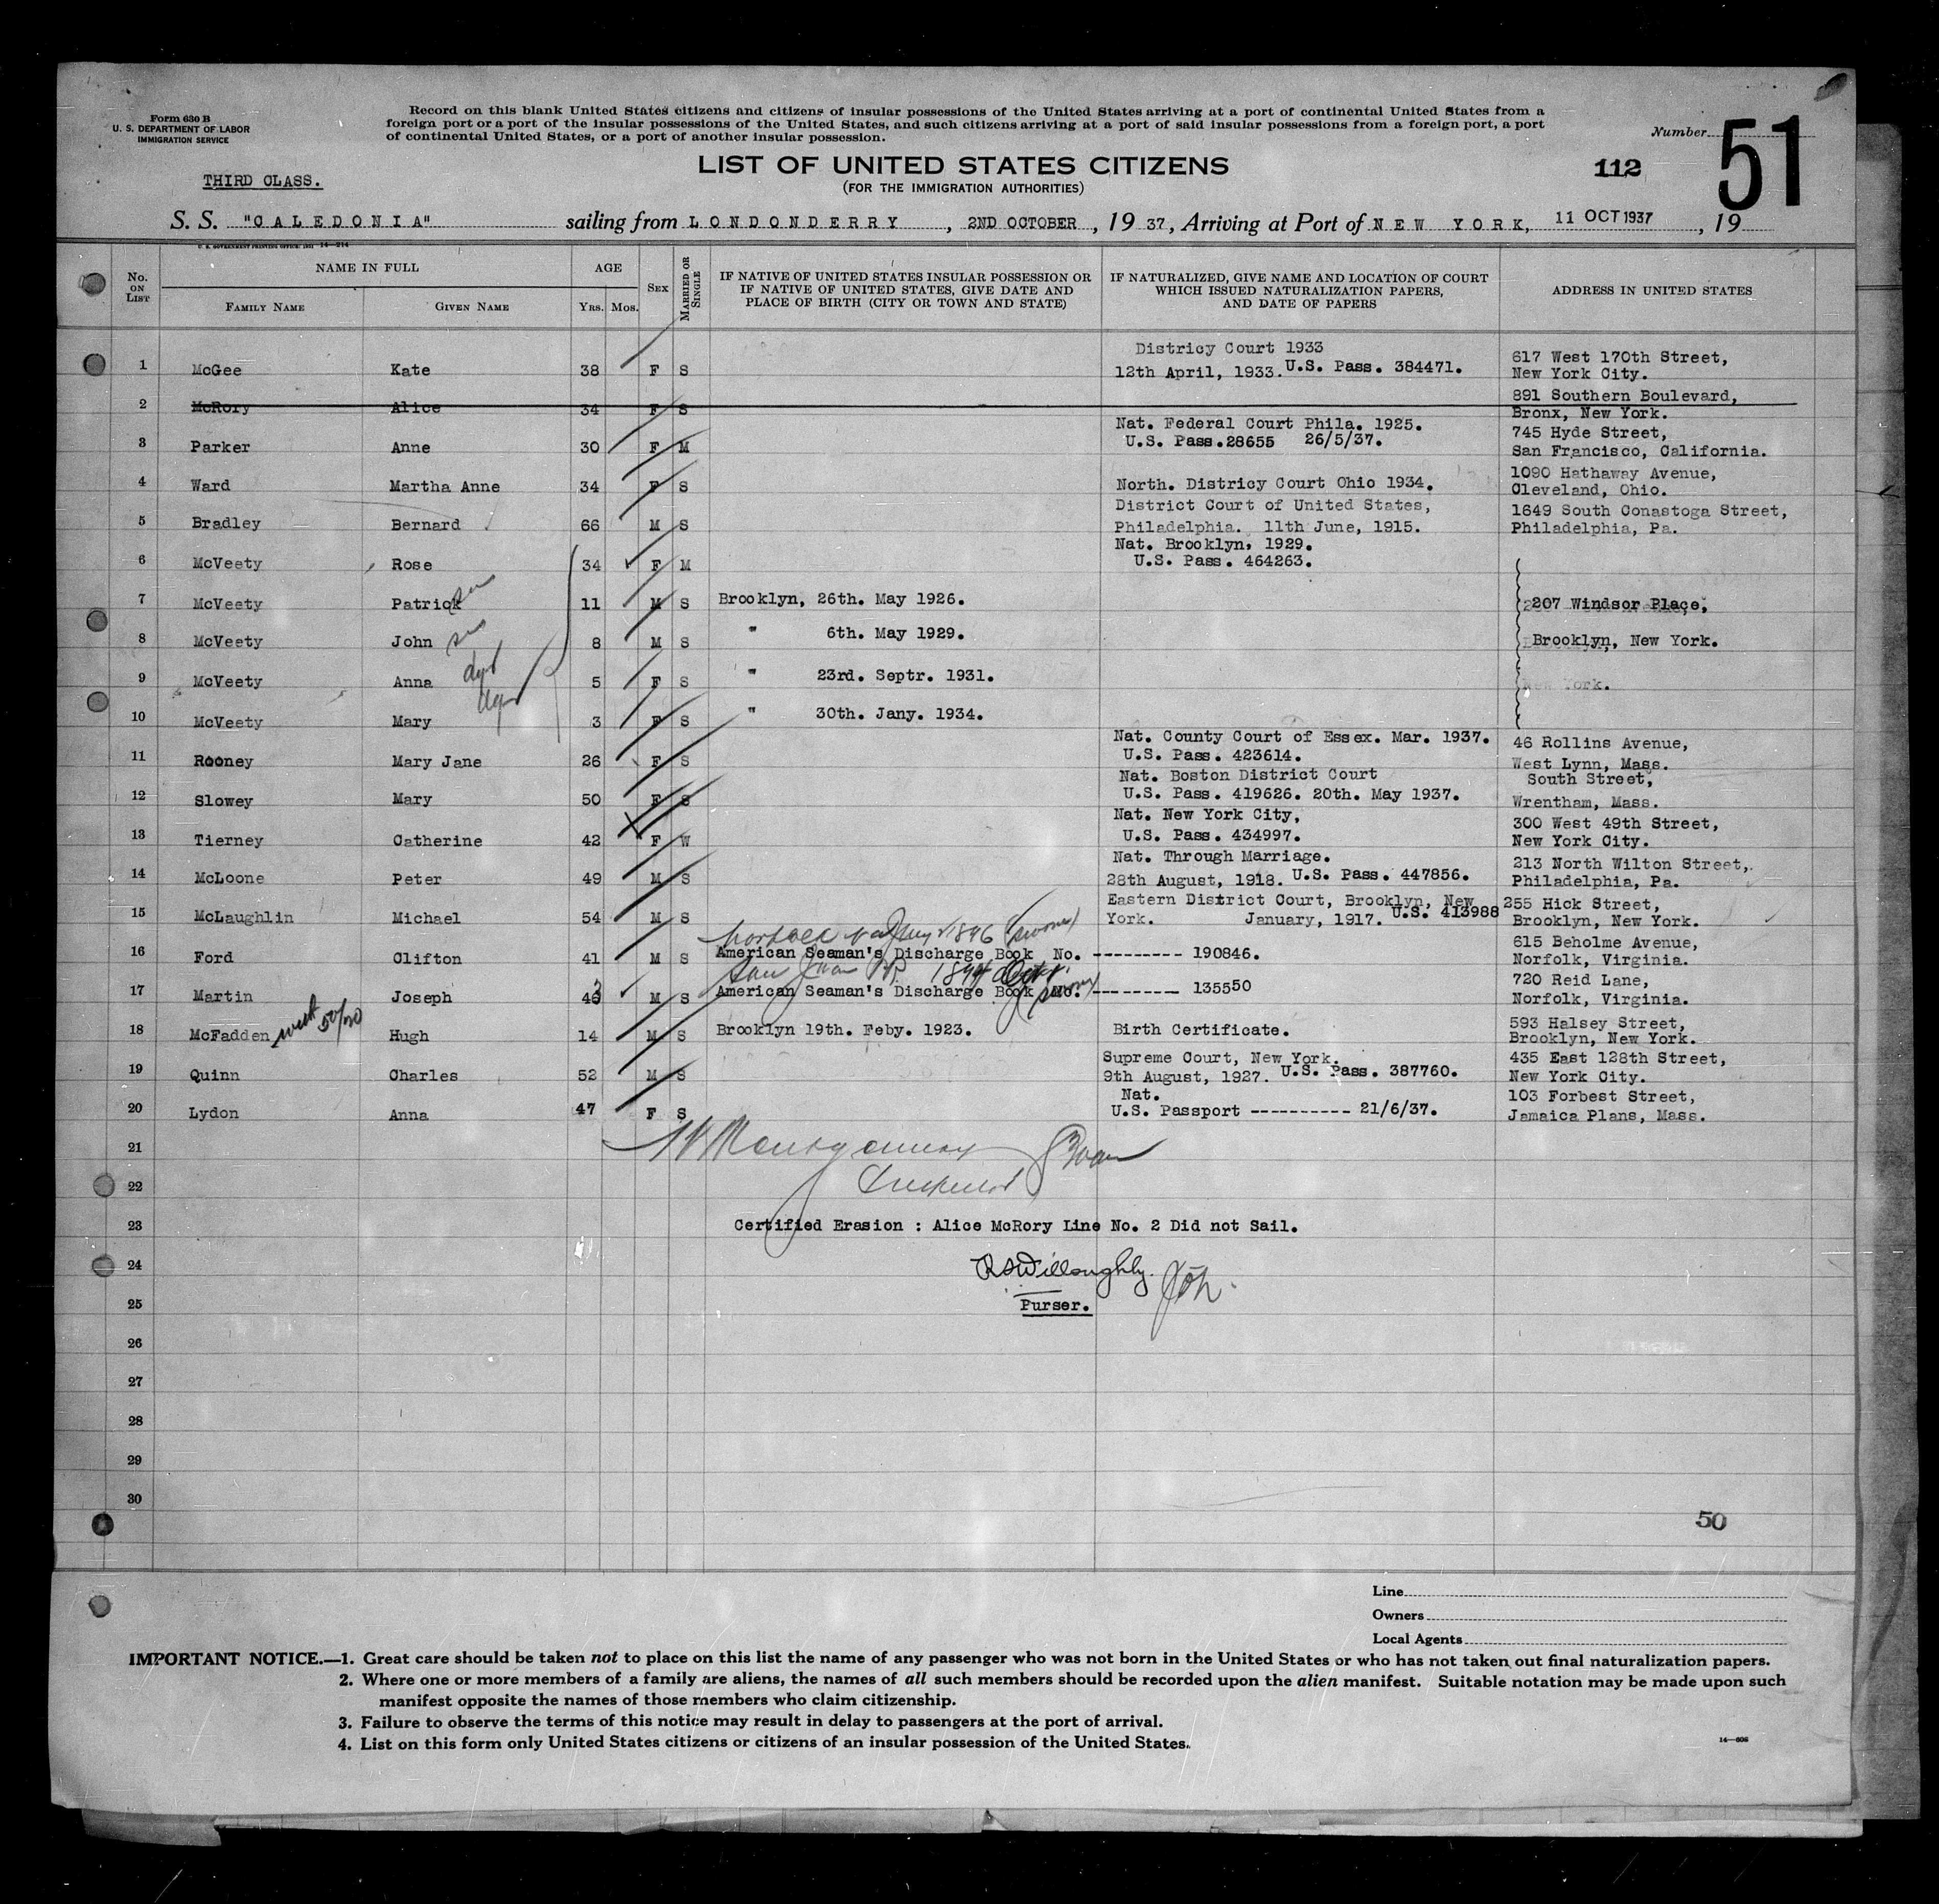 Form 630 B
U. S. DEPARTMENT OF LABOR
IMMIGRATION SERVICE
Record on this blank United States citizens and citizens of insular possessions of the United States arriving at a port of continental United States from a
foreign port or a port of the insular possessions of the United States, and such citizens arriving at a port of said insular possessions from a foreign port, a port
of continental United States, or a port of another insular possession.
Number 51
LIST OF UNITED STATES CITIZENS
112
(FOR THE IMMIGRATION AUTHORITIES)
THIRD CLASS.
S. S. "CALEDONIA" sailing from LONDONDERRY, 2ND OCTOBER, 19 37, Arriving at Port of NEW YORK, 11 OCT 1937, 19
U. S. GOVERNMENT PRINTING OFFICE: 1931 14-214
No. ON LIST NAME IN FULL FAMILY NAME GIVEN NAME AGE YRS. MOS. SEX MARRIED OR SINGLE IF NATIVE OF UNITED STATES INSULAR POSSESSION OR IF NATIVE OF UNITED STATES, GIVE DATE AND PLACE OF BIRTH (CITY OR TOWN AND STATE) IF NATURALIZED, GIVE NAME AND LOCATION OF COURT WHICH ISSUED NATURALIZATION PAPERS, AND DATE OF PAPERS ADDRESS IN UNITED STATES
Districy Court 1933 617 West 170th Street,
1 McGee Kate 38 F S 12th April, 1933. U.S. Pass. 384471. New York City.
891 Southern Boulevard,
2 McRory Alice 34 F S Bronx, New York.
Nat. Federal Court Phila. 1925. 745 Hyde Street,
3 Parker Anne 30 F M U.S. Pass. 28655 26/5/37. San Francisco, California.
1090 Hathaway Avenue,
4 Ward Martha Anne 34 F S North. Districy Court Ohio 1934. Cleveland, Ohio.
District Court of United States, 1649 South Conastoga Street,
5 Bradley Bernard 66 M S Philadelphia. 11th June, 1915. Philadelphia, Pa.
Nat. Brooklyn, 1929.
6 McVeety Rose 34 F M U.S. Pass. 464263.
7 McVeety Patrick 11 M S Brooklyn, 26th. May 1926. 207 Windsor Place,
8 McVeety John 8 M S " 6th. May 1929. Brooklyn, New York.
9 McVeety Anna 5 F S " 23rd. Septr. 1931. New York.
10 McVeety Mary 3 F S " 30th. Jany. 1934.
Nat. County Court of Essex. Mar. 1937. 46 Rollins Avenue,
11 Rooney Mary Jane 26 F S U.S. Pass. 423614. West Lynn, Mass.
Nat. Boston District Court South Street,
12 Slowey Mary 50 F S U.S. Pass. 419626. 20th. May 1937. Wrentham, Mass.
Nat. New York City, 300 West 49th Street,
13 Tierney Catherine 42 F W U.S. Pass. 434997. New York City.
Nat. Through Marriage. 213 North Wilton Street,
14 McLoone Peter 49 M S 28th August, 1918. U.S. Pass. 447856. Philadelphia, Pa.
Eastern District Court, Brooklyn, New 255 Hick Street,
15 McLaughlin Michael 54 M S York. January, 1917. U.S. 413988 Brooklyn, New York.
1896 615 Beholme Avenue,
16 Ford Clifton 41 M S American Seaman's Discharge Book No. --------- 190846. Norfolk, Virginia.
San Juan PR 720 Reid Lane,
17 Martin Joseph 43 M S American Seaman's Discharge Book No. --------- 135550 Norfolk, Virginia.
593 Halsey Street,
18 McFadden Hugh 14 M S Brooklyn 19th. Feby. 1923. Birth Certificate. Brooklyn, New York.
Supreme Court, New York. 435 East 128th Street,
19 Quinn Charles 52 M S 9th August, 1927. U.S. Pass. 387760. New York City.
Nat. 103 Forbest Street,
20 Lydon Anna 47 F S U.S. Passport ---------- 21/6/37. Jamaica Plans, Mass.
21 Montgomery
22 Inspector
23 Certified Erasion : Alice McRory Line No. 2 Did not Sail.
24 RSWilloughby.
25 Purser.
26
27
28
29
30
50
Line
Owners
Local Agents
IMPORTANT NOTICE.—1. Great care should be taken not to place on this list the name of any passenger who was not born in the United States or who has not taken out final naturalization papers.
2. Where one or more members of a family are aliens, the names of all such members should be recorded upon the alien manifest. Suitable notation may be made upon such
manifest opposite the names of those members who claim citizenship.
3. Failure to observe the terms of this notice may result in delay to passengers at the port of arrival.
4. List on this form only United States citizens or citizens of an insular possession of the United States.
14—606